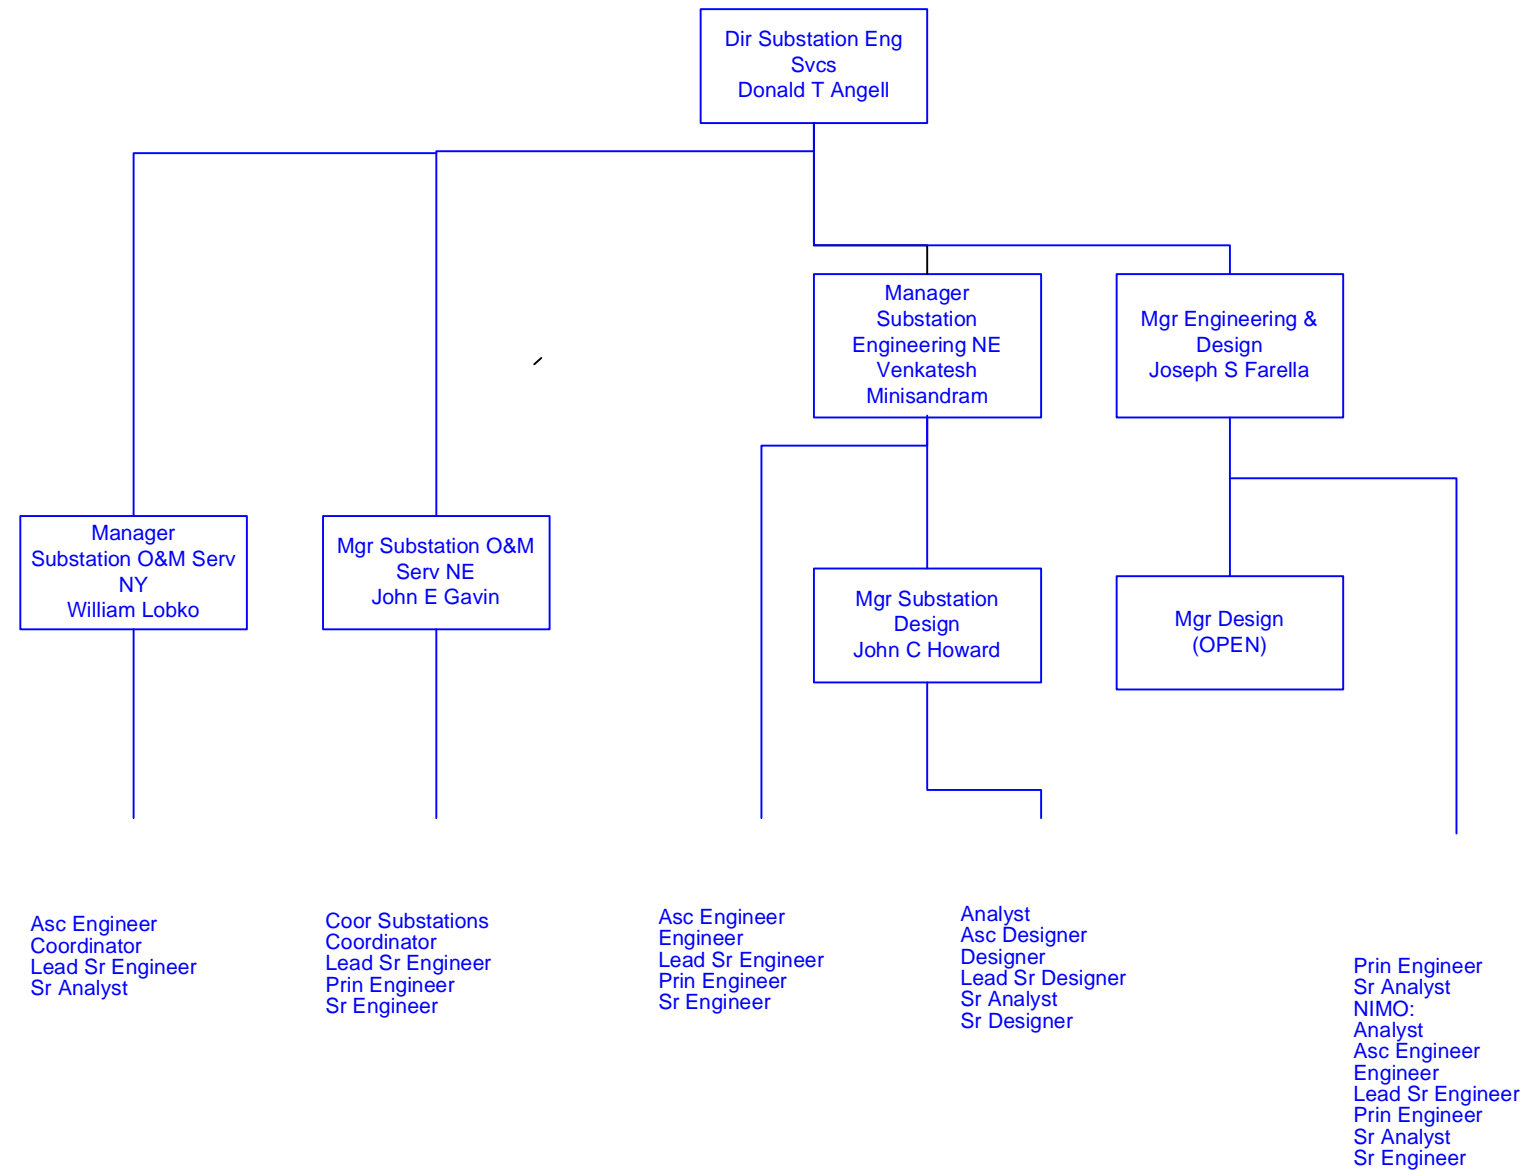 Dir Substation Eng
Svcs
Donald T Angell
Manager
Substation
Engineering NE
Venkatesh
Minisandram
Mgr Engineering &
Design
Joseph S Farella
Manager
Substation O&M Serv
NY
William Lobko
Mgr Substation O&M
Serv NE
John E Gavin
Mgr Substation
Design
John C Howard
Mgr Design
(OPEN)
Asc Engineer
Coordinator
Lead Sr Engineer
Sr Analyst
Coor Substations
Coordinator
Lead Sr Engineer
Prin Engineer
Sr Engineer
Asc Engineer
Engineer
Lead Sr Engineer
Prin Engineer
Sr Engineer
Analyst
Asc Designer
Designer
Lead Sr Designer
Sr Analyst
Sr Designer
Prin Engineer
Sr Analyst
NIMO:
Analyst
Asc Engineer
Engineer
Lead Sr Engineer
Prin Engineer
Sr Analyst
Sr Engineer